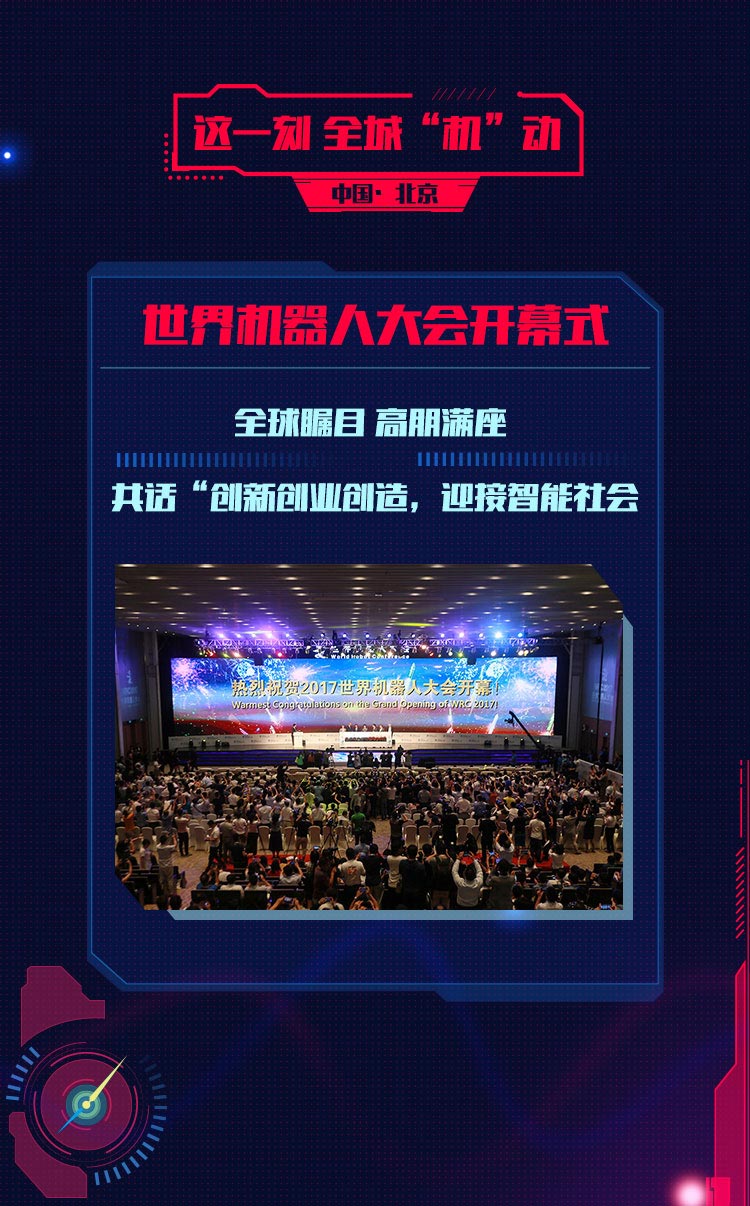 这一刻 全城“机”动
中国·北京
世界机器人大会开幕式
全球瞩目 高朋满座
共话“创新创业创造，迎接智能社会
World Robot Conference
热烈祝贺2017世界机器人大会开幕！
Warmest Congratulations on the Grand Opening of WRC 2017!